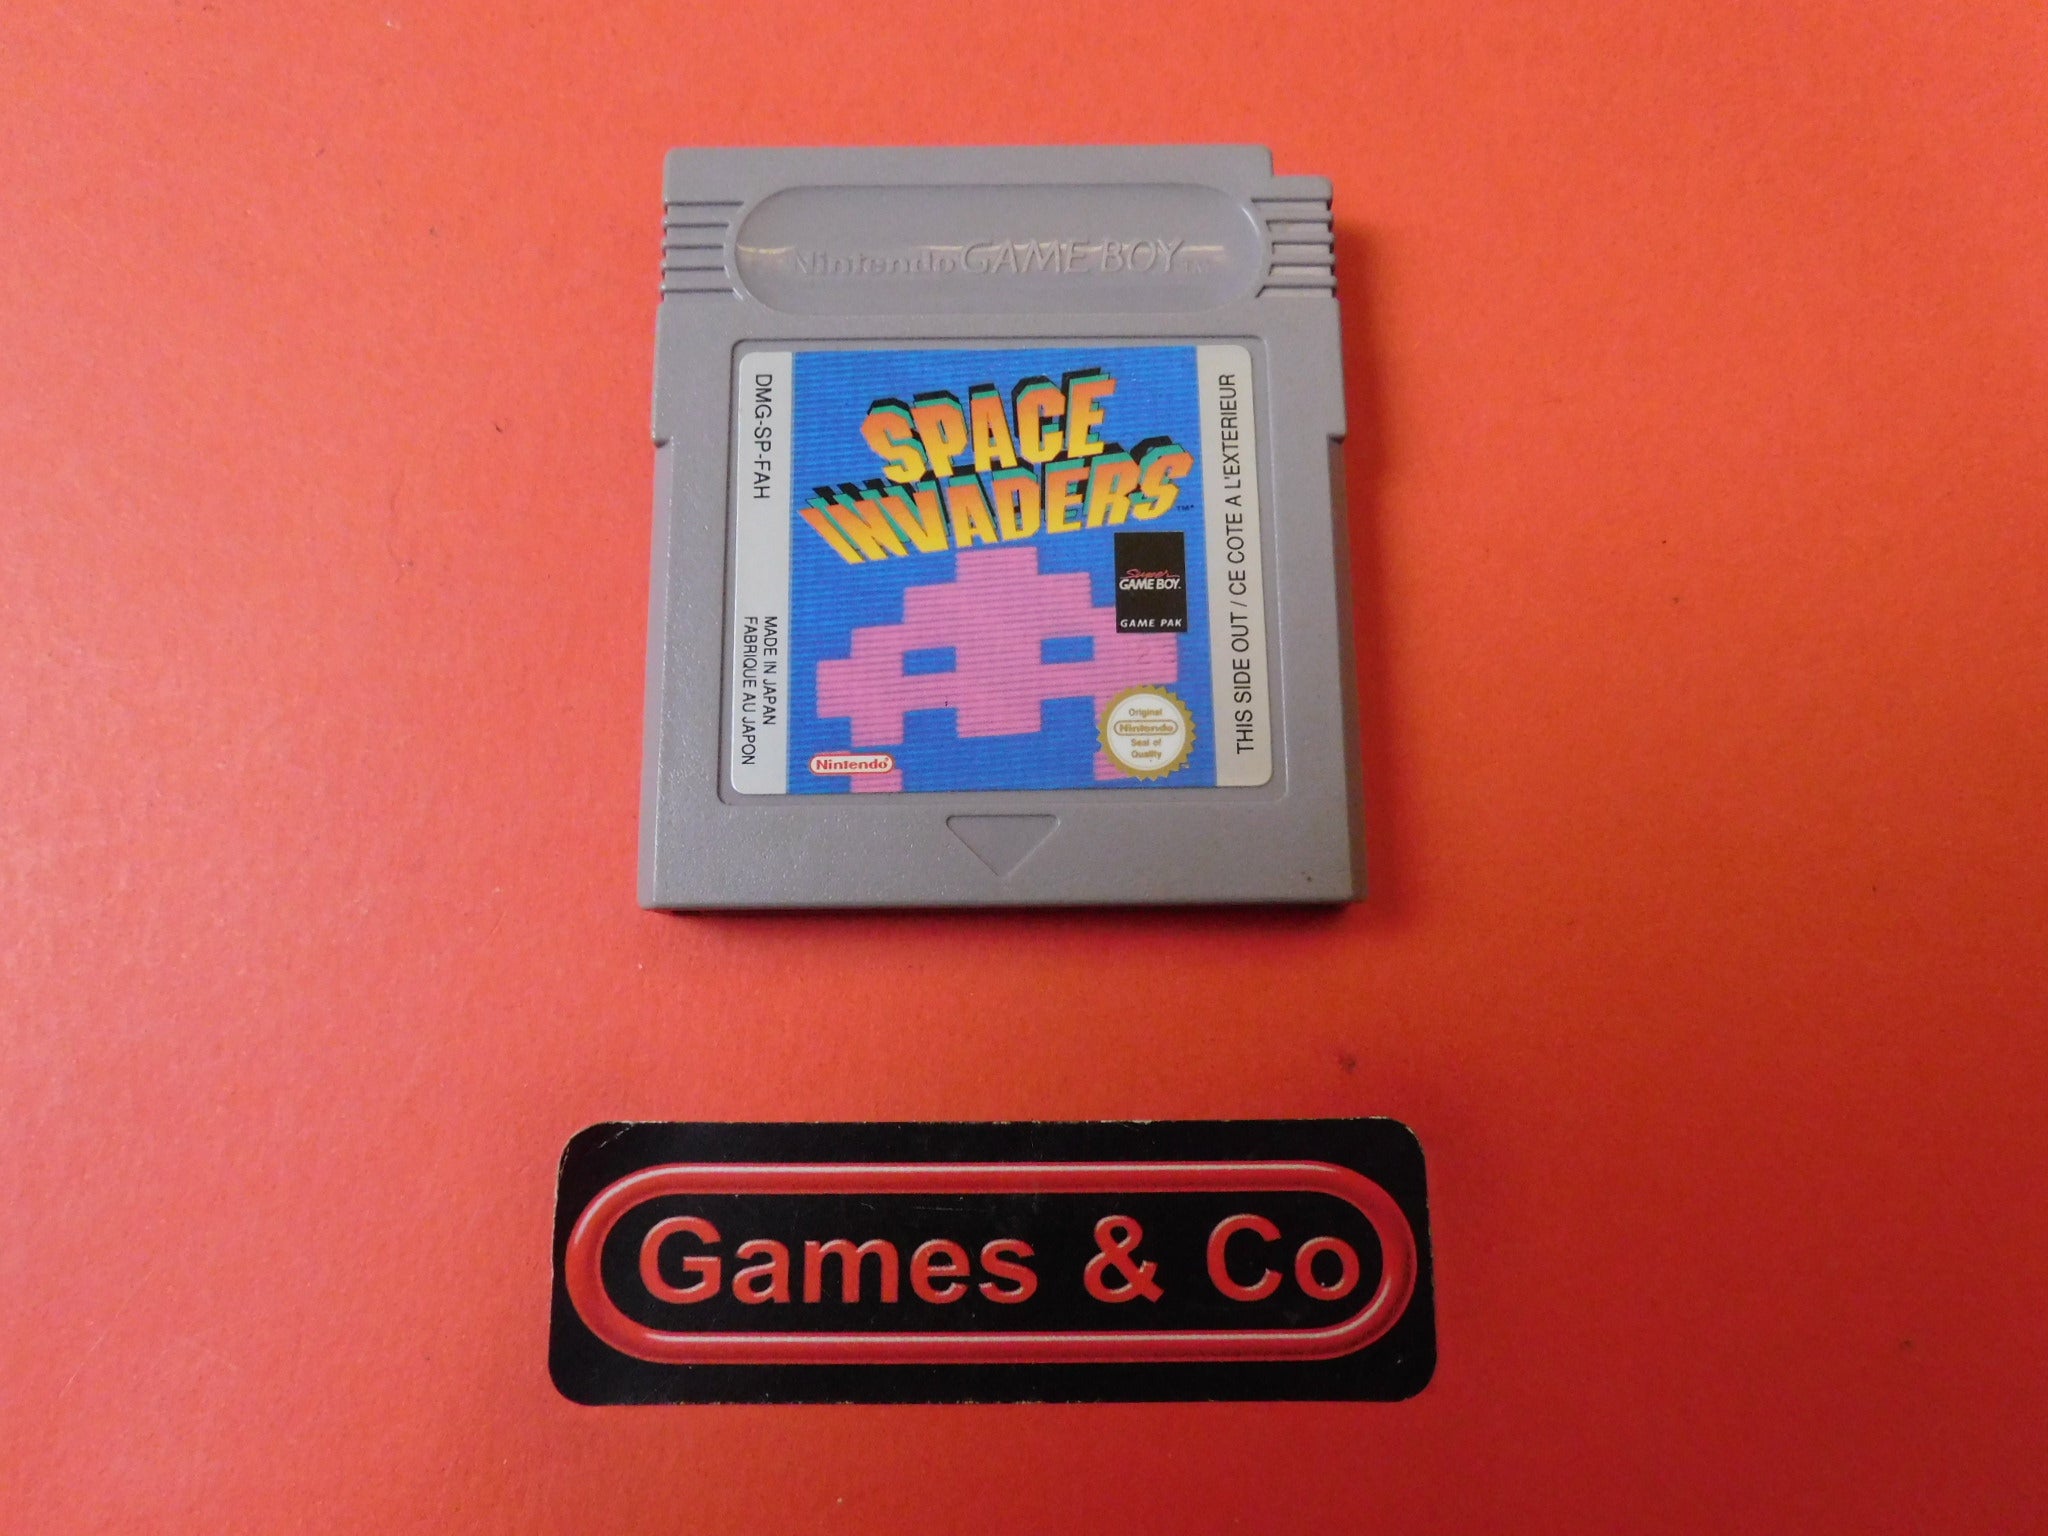 Nintendo GAME BOY TM
DMG-SP-FAH
MADE IN JAPAN
FABRIQUE AU JAPON
SPACE
INVADERS
TM
Super
GAME BOY
GAME PAK
Original
Nintendo
Seal of
Quality
Nintendo
THIS SIDE OUT / CE COTE A L'EXTERIEUR
Games & Co